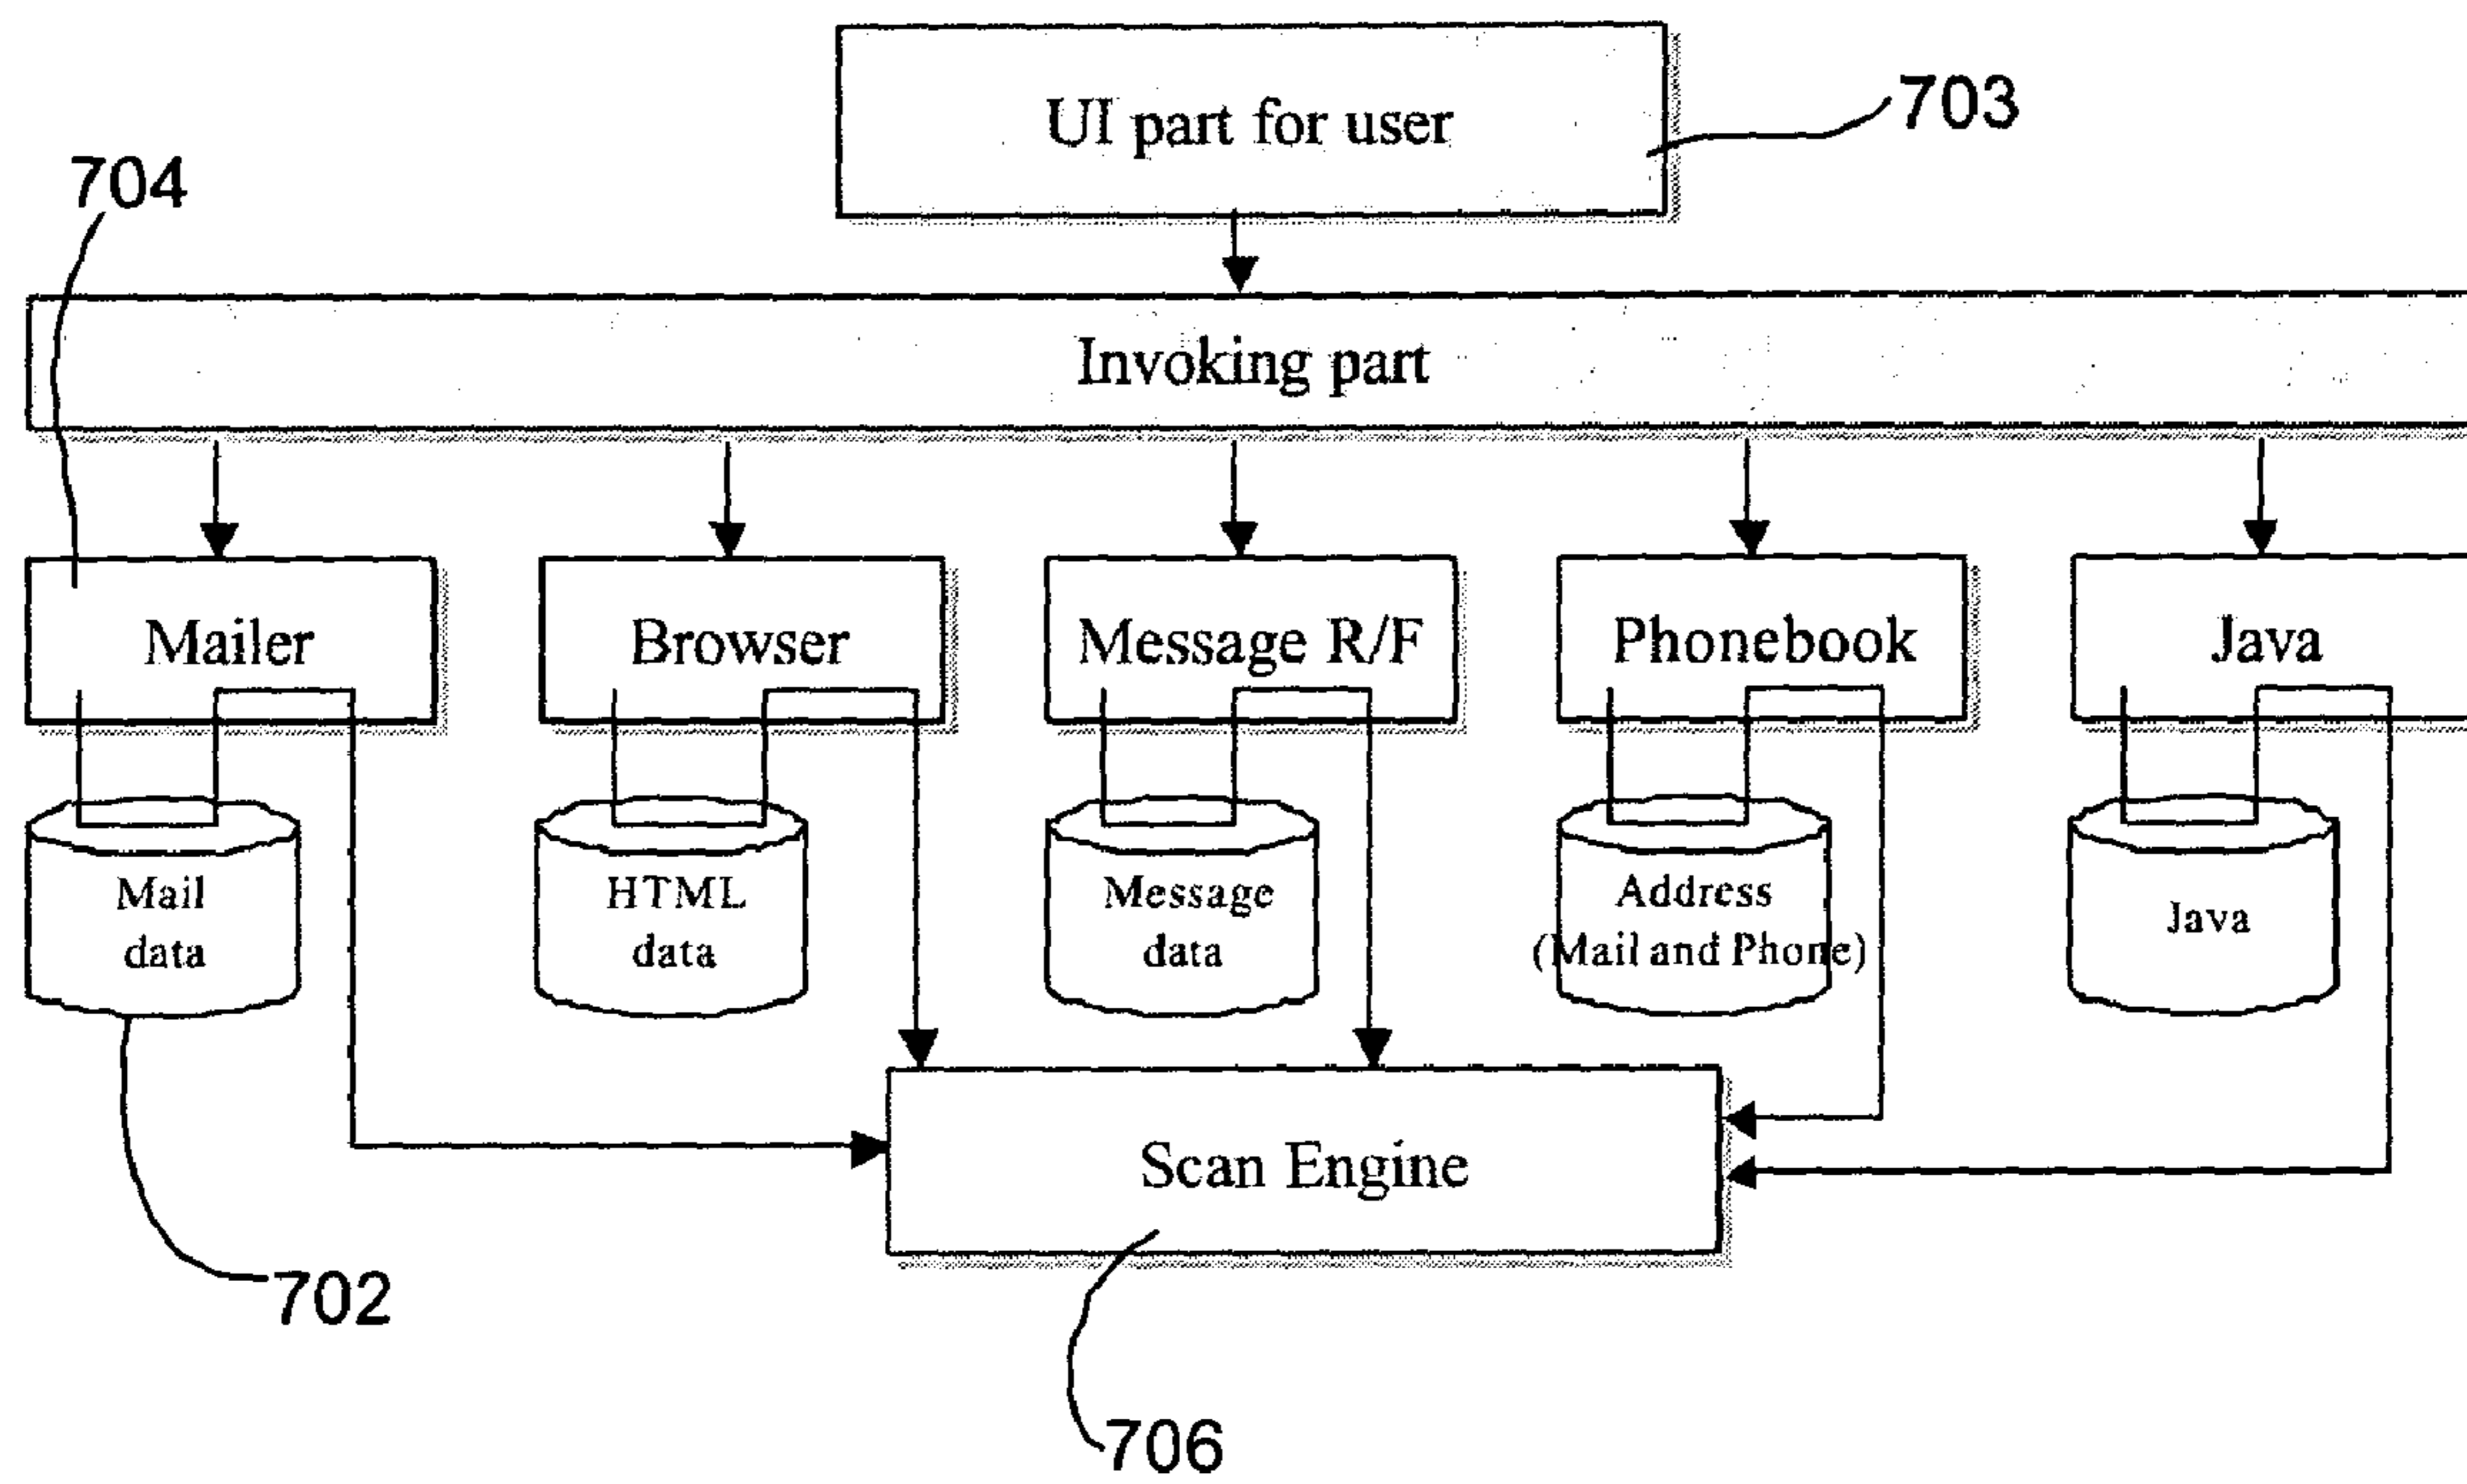 UI part for user
703
704
Invoking part
Mailer
Browser
Message R/F
Phonebook
Java
Mail
data
HTML
data
Message
data
Address
(Mail and Phone)
Java
Scan Engine
702
706